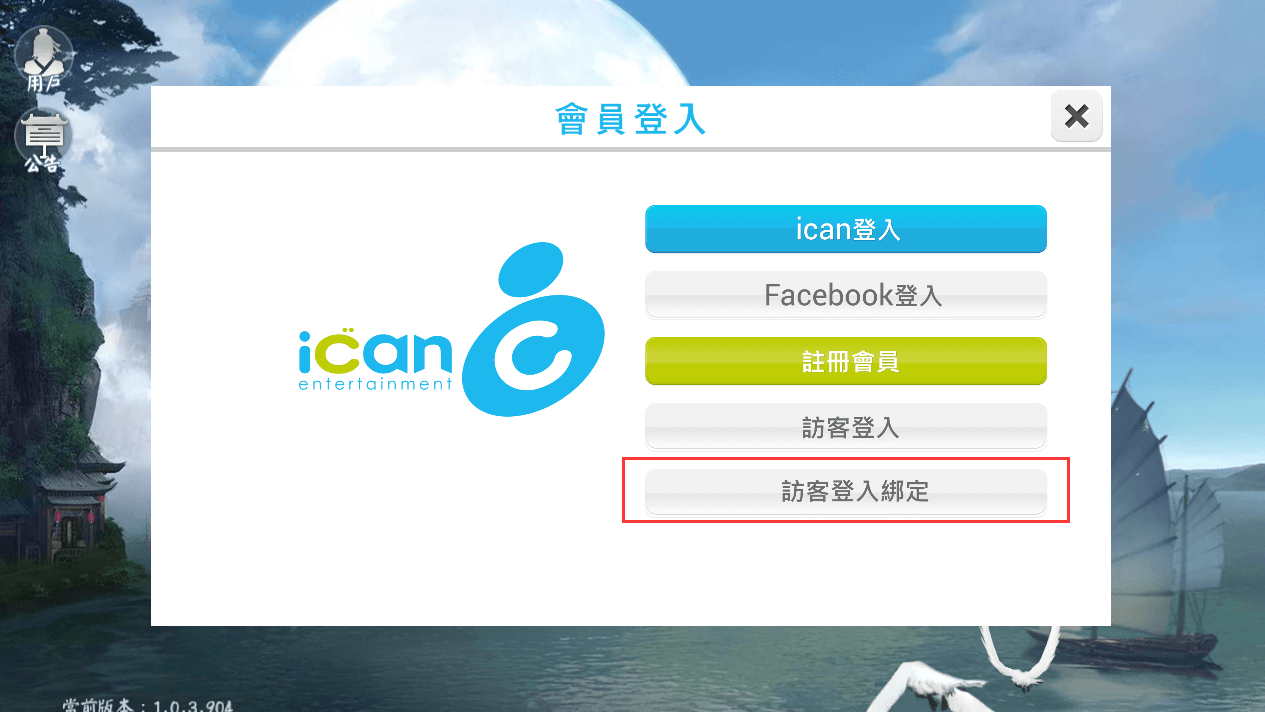 用戶
公告
會員登入
ican登入
Facebook登入
註冊會員
訪客登入
訪客登入綁定
ican
entertainment
當前版本：1.0.3.904